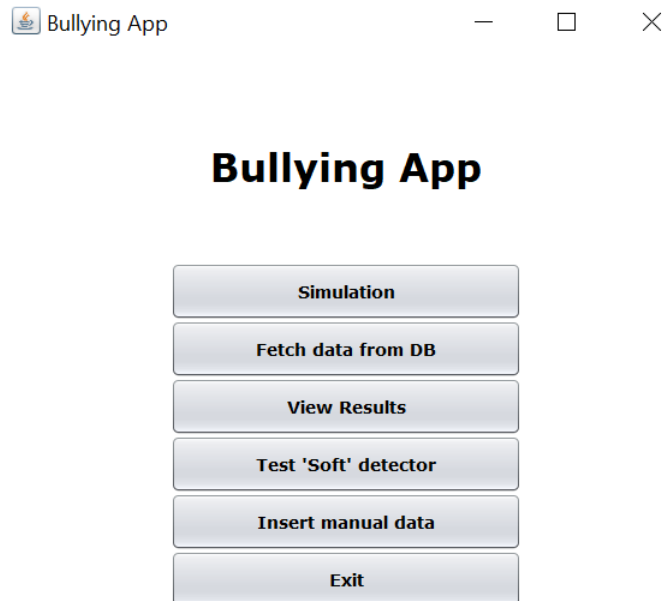 Bullying App
Bullying App
Simulation
Fetch data from DB
View Results
Test 'Soft' detector
Insert manual data
Exit